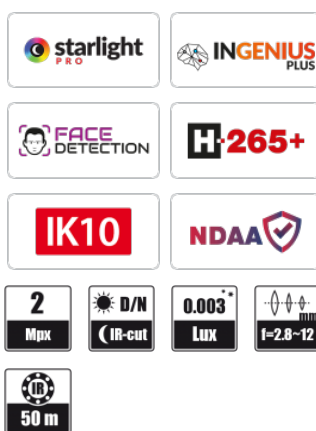 starlight
PRO
INGENIUS
PLUS
FACE
DETECTION
H.265+
IK10
NDAA
2
Mpx
D/N
IR-cut
0.003
Lux
mm
f=2.8~12
IR
50 m